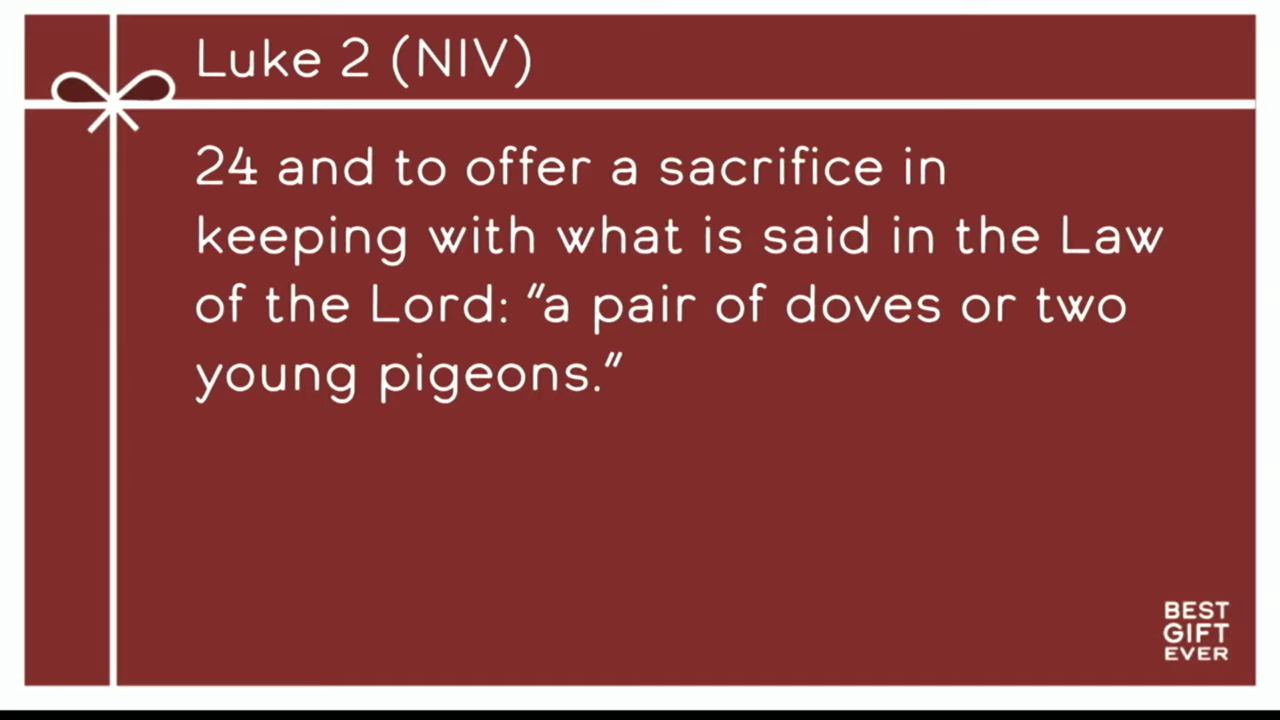 Luke 2 (NIV)
24 and to offer a sacrifice in
keeping with what is said in the Law
of the Lord: "a pair of doves or two
young pigeons."
BEST
GIFT
EVER